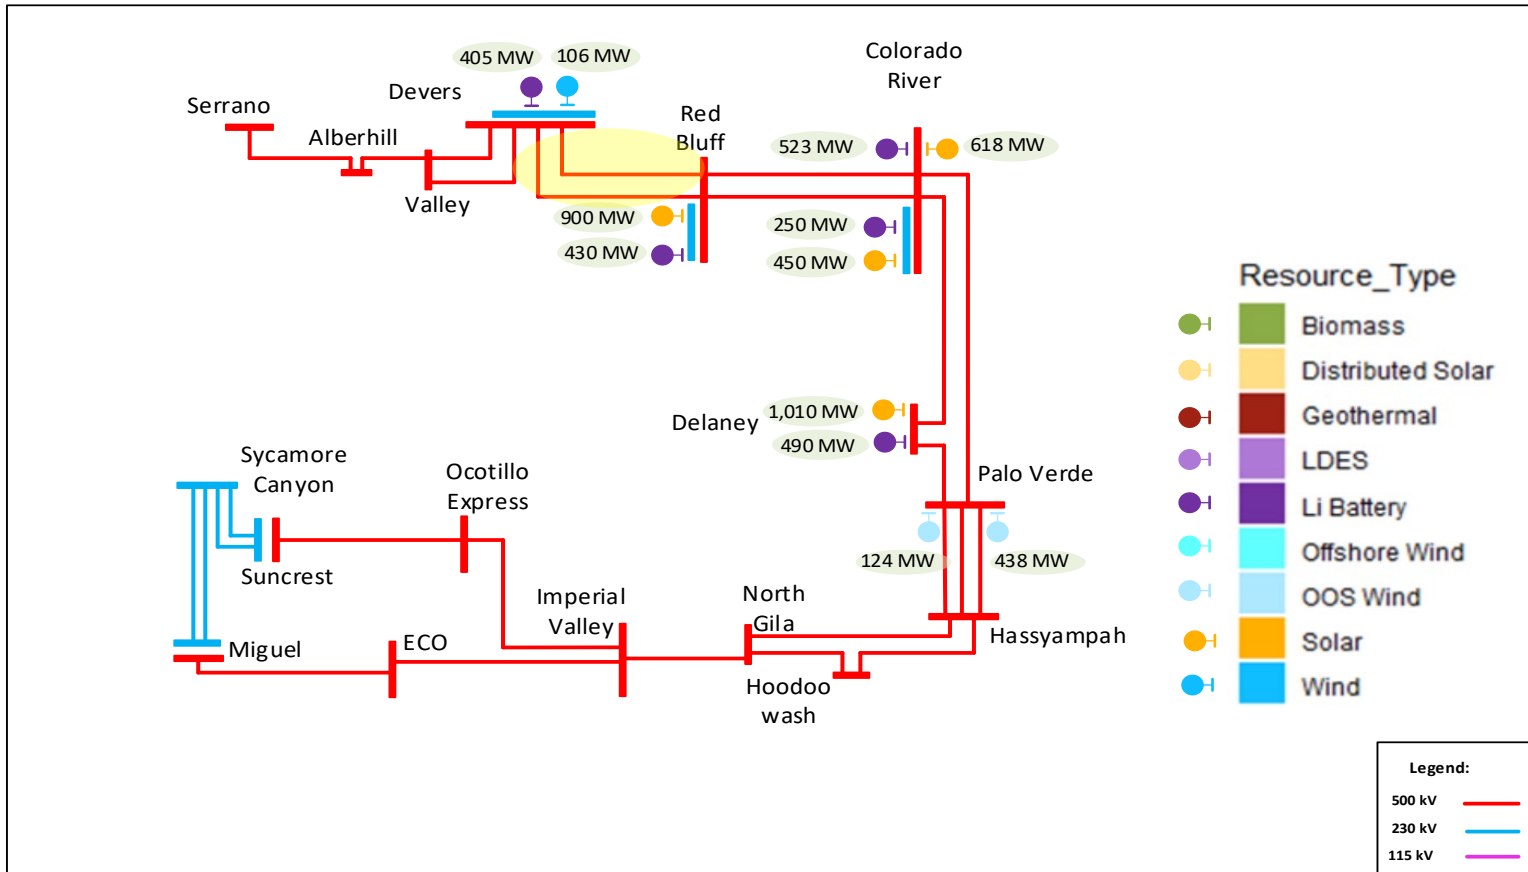 405 MW
106 MW
Colorado
River
Devers
Serrano
Red
Bluff
Alberhill
523 MW
618 MW
Valley
900 MW
250 MW
430 MW
450 MW
Resource_Type
Biomass
Distributed Solar
Geothermal
LDES
Li Battery
Offshore Wind
OOS Wind
Solar
Wind
1,010 MW
Delaney
490 MW
Sycamore
Canyon
Ocotillo
Express
Palo Verde
124 MW
438 MW
Suncrest
Imperial
Valley
North
Gila
Hassyampah
Miguel
ECO
Hoodoo
wash
Legend:
500 kV
230 kV
115 kV